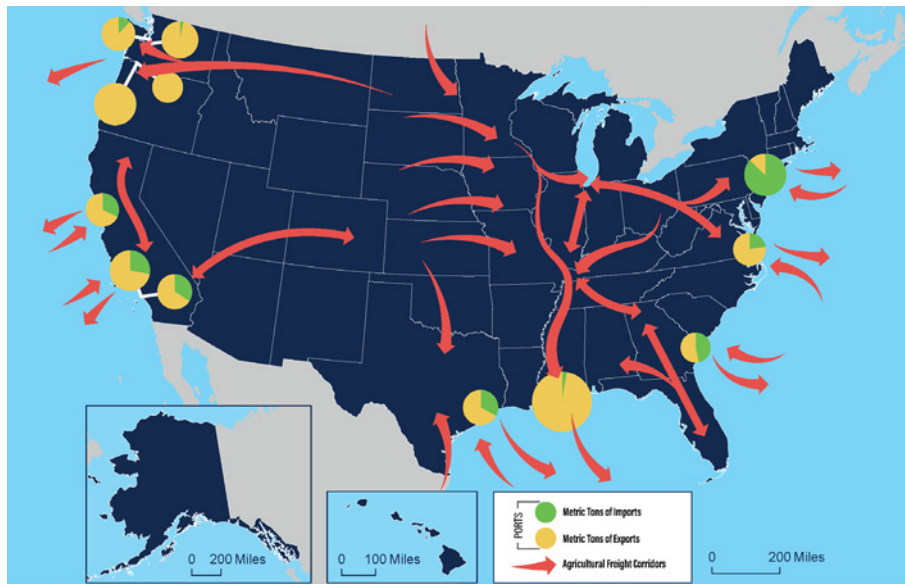 PORTS
Metric Tons of Imports
Metric Tons of Exports
Agricultural Freight Corridors
0 200 Miles
0 100 Miles
0 200 Miles